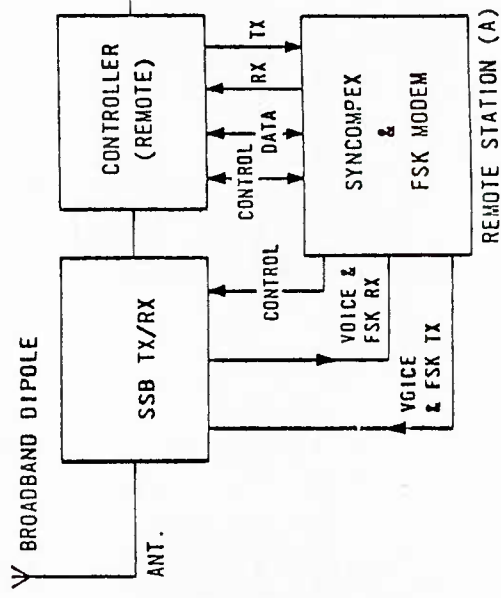 BROADBAND DIPOLE
ANT.
SSB TX/RX
CONTROLLER
(REMOTE)
CONTROL
DATA
RX
TX
CONTROL
VOICE &
FSK RX
VGICE
& FSK TX
SYNCOMPEX
&
FSK MODEM
REMOTE STATION (A)